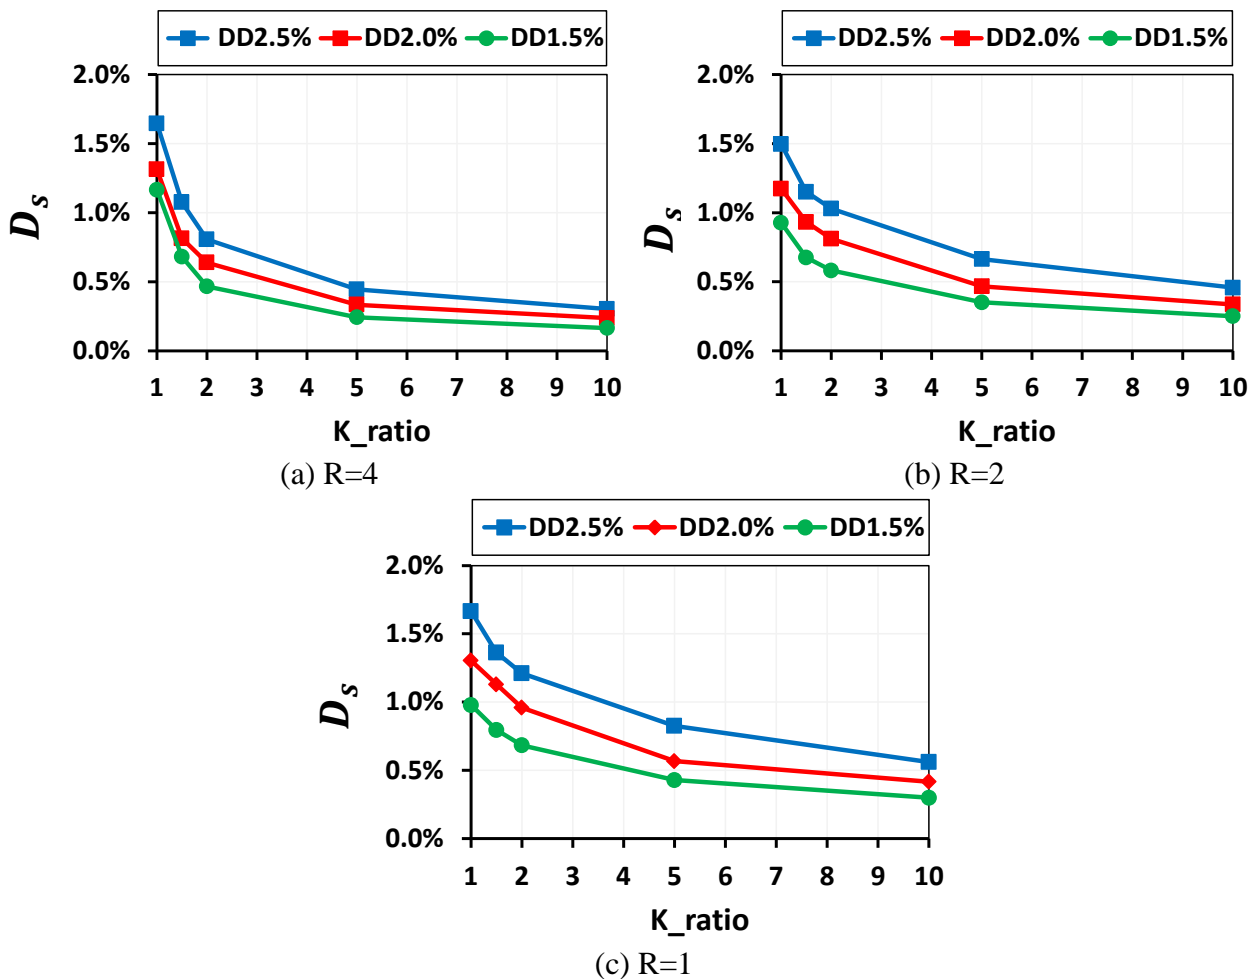 DD2.5% DD2.0% DD1.5%
2.0%
1.5%
1.0%
0.5%
0.0%
D_s
1 2 3 4 5 6 7 8 9 10
K_ratio
(a) R=4
DD2.5% DD2.0% DD1.5%
2.0%
1.5%
1.0%
0.5%
0.0%
D_s
1 2 3 4 5 6 7 8 9 10
K_ratio
(b) R=2
DD2.5% DD2.0% DD1.5%
2.0%
1.5%
1.0%
0.5%
0.0%
D_s
1 2 3 4 5 6 7 8 9 10
K_ratio
(c) R=1